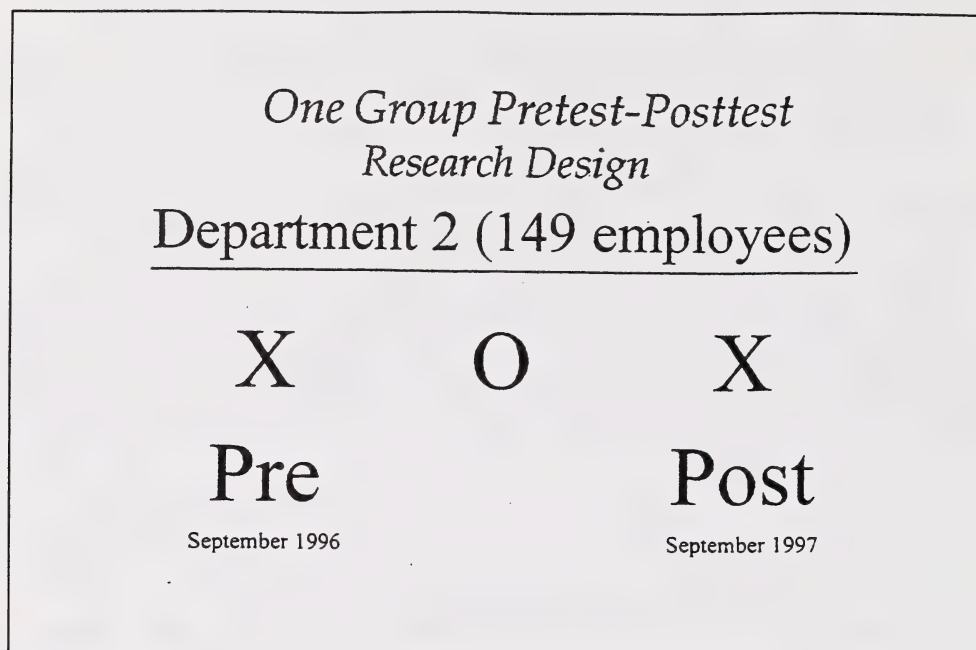 One Group Pretest-Posttest
Research Design
Department 2 (149 employees)
X O X
Pre Post
September 1996 September 1997